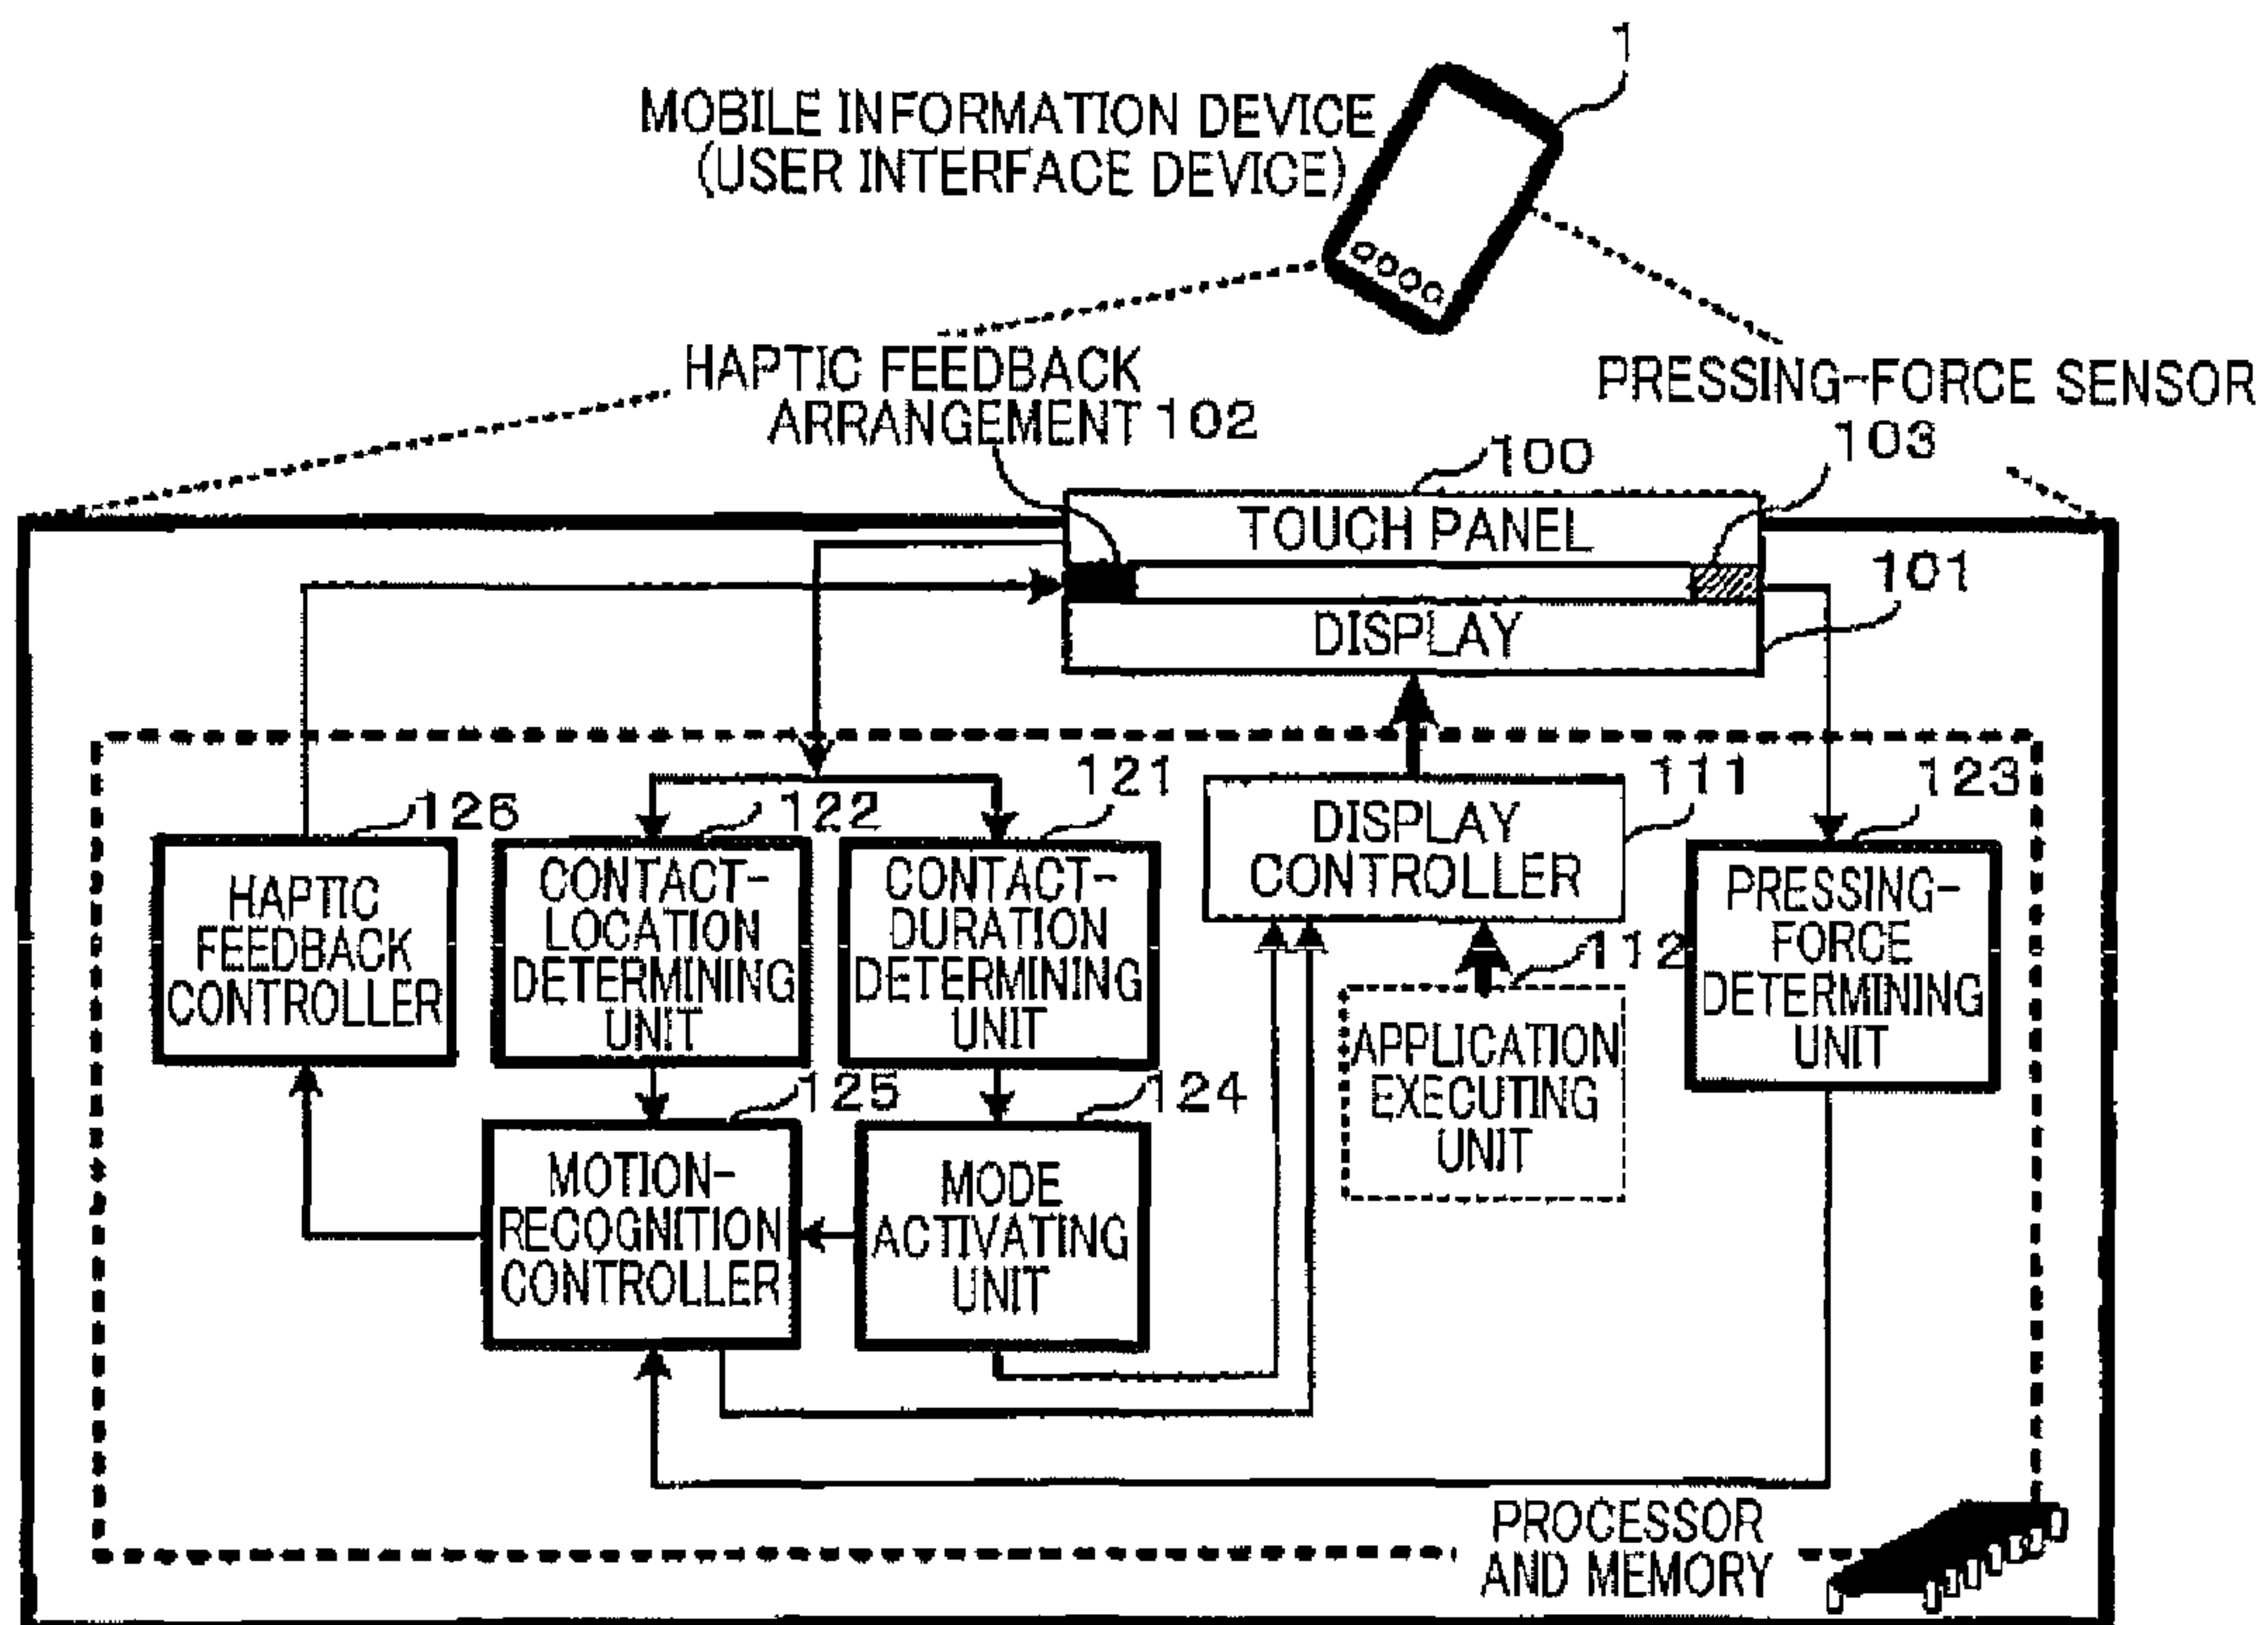 1
MOBILE INFORMATION DEVICE
(USER INTERFACE DEVICE)
HAPTIC FEEDBACK
ARRANGEMENT 102
PRESSING-FORCE SENSOR
103
100
TOUCH PANEL
101
DISPLAY
126
HAPTIC
FEEDBACK
CONTROLLER
122
CONTACT-
LOCATION
DETERMINING
UNIT
121
CONTACT-
DURATION
DETERMINING
UNIT
111
DISPLAY
CONTROLLER
123
PRESSING-
FORCE
DETERMINING
UNIT
112
APPLICATION
EXECUTING
UNIT
125
MOTION-
RECOGNITION
CONTROLLER
124
MODE
ACTIVATING
UNIT
PROCESSOR
AND MEMORY